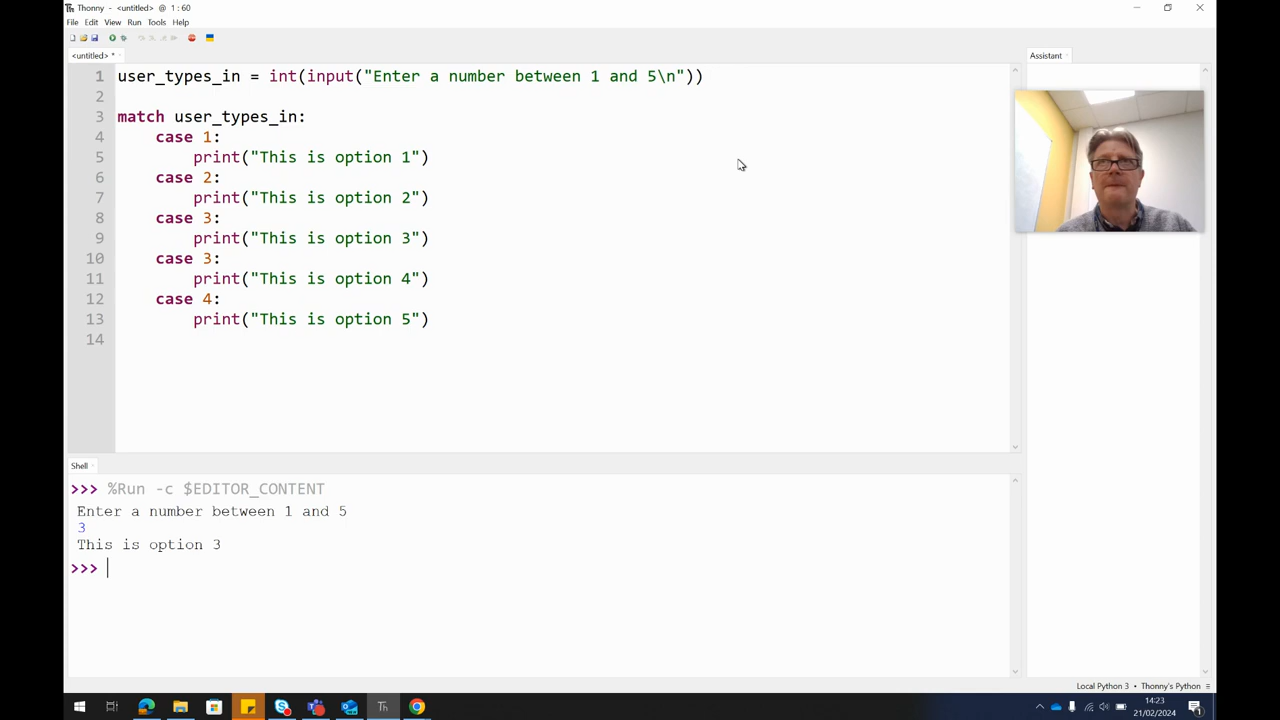 Thonny - <untitled> @ 1 : 60
File Edit View Run Tools Help
<untitled> *
Assistant
1 user_types_in = int(input("Enter a number between 1 and 5\n"))
2
3 match user_types_in:
4 case 1:
5 print("This is option 1")
6 case 2:
7 print("This is option 2")
8 case 3:
9 print("This is option 3")
10 case 3:
11 print("This is option 4")
12 case 4:
13 print("This is option 5")
14
Shell
>>> %Run -c $EDITOR_CONTENT
Enter a number between 1 and 5
3
This is option 3
>>>
Local Python 3 • Thonny's Python ≡
Th
14:23
21/02/2024
1